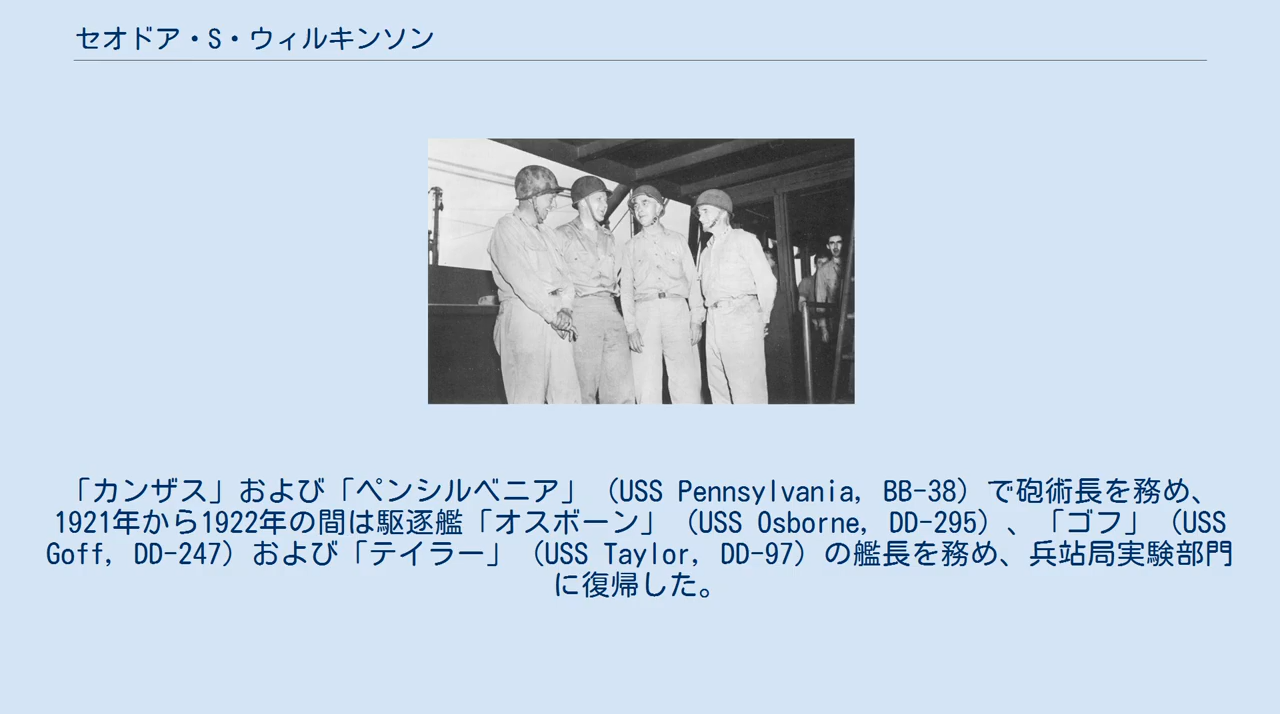 セオドア・S・ウィルキンソン
「カンザス」および「ペンシルベニア」（USS Pennsylvania, BB-38）で砲術長を務め、
1921年から1922年の間は駆逐艦「オスボーン」（USS Osborne, DD-295）、「ゴフ」（USS
Goff, DD-247）および「テイラー」（USS Taylor, DD-97）の艦長を務め、兵站局実験部門
に復帰した。